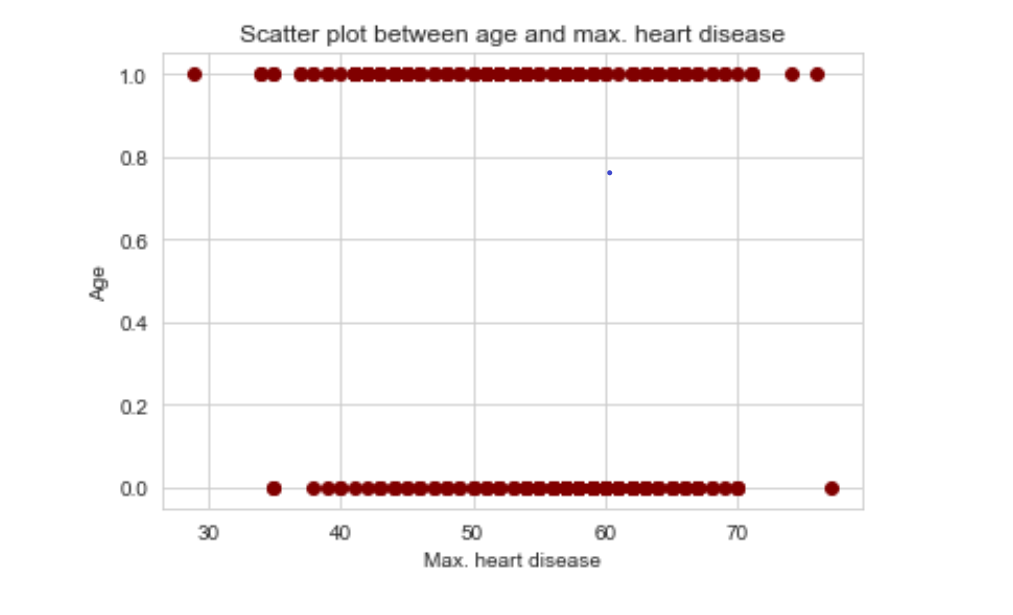 Scatter plot between age and max. heart disease
1.0
0.8
0.6
0.4
0.2
0.0
Age
30 40 50 60 70
Max. heart disease